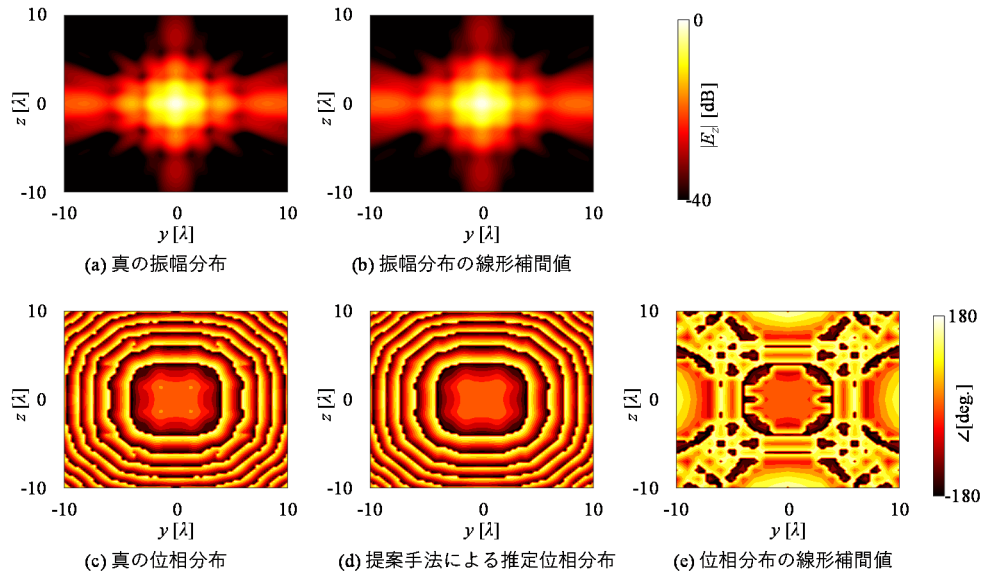 10
0
-10
z [λ]
-10
0
10
y [λ]
(a) 真の振幅分布
10
0
-10
z [λ]
-10
0
10
y [λ]
(b) 振幅分布の線形補間値
0
-40
|E_z| [dB]
10
0
-10
z [λ]
-10
0
10
y [λ]
(c) 真の位相分布
10
0
-10
z [λ]
-10
0
10
y [λ]
(d) 提案手法による推定位相分布
10
0
-10
z [λ]
-10
0
10
y [λ]
(e) 位相分布の線形補間値
180
-180
∠[deg.]